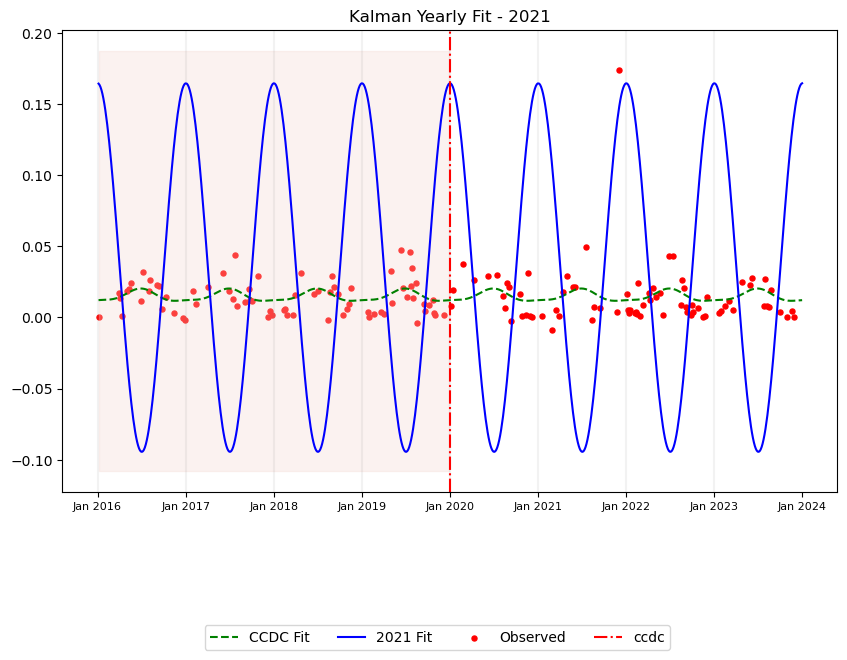 Kalman Yearly Fit - 2021
0.20
0.15
0.10
0.05
0.00
−0.05
−0.10
Jan 2016 Jan 2017 Jan 2018 Jan 2019 Jan 2020 Jan 2021 Jan 2022 Jan 2023 Jan 2024
CCDC Fit 2021 Fit Observed ccdc